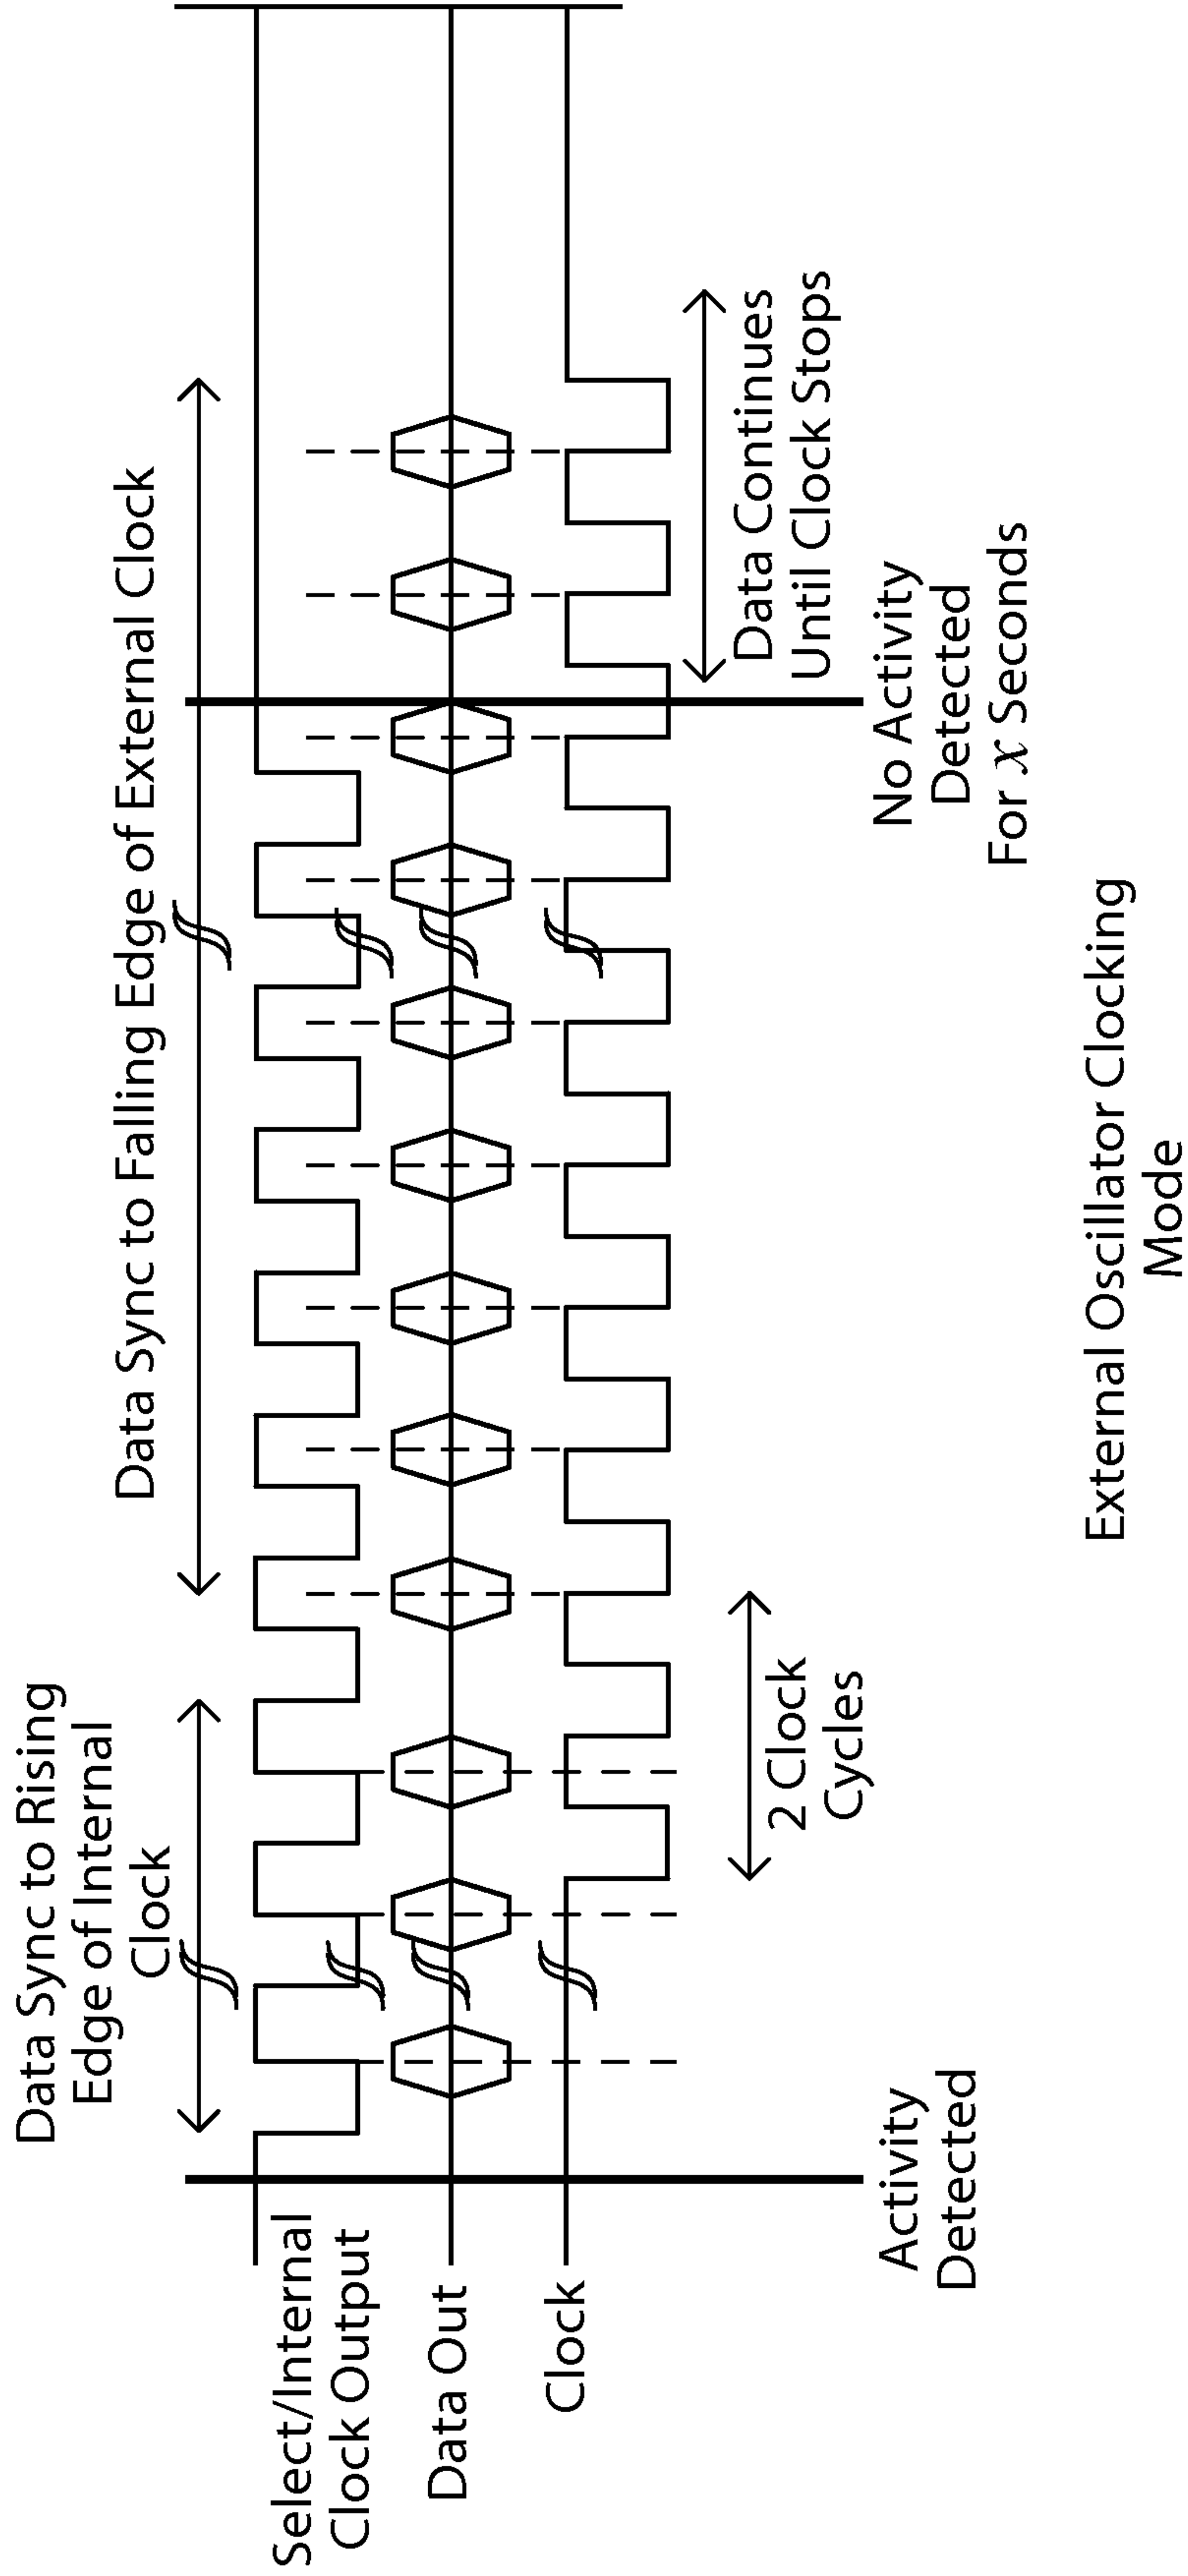 Data Sync to Rising
Edge of Internal
Clock
Data Sync to Falling Edge of External Clock
Select/Internal
Clock Output
Data Out
Clock
2 Clock
Cycles
Data Continues
Until Clock Stops
Activity
Detected
No Activity
Detected
For x Seconds
External Oscillator Clocking
Mode